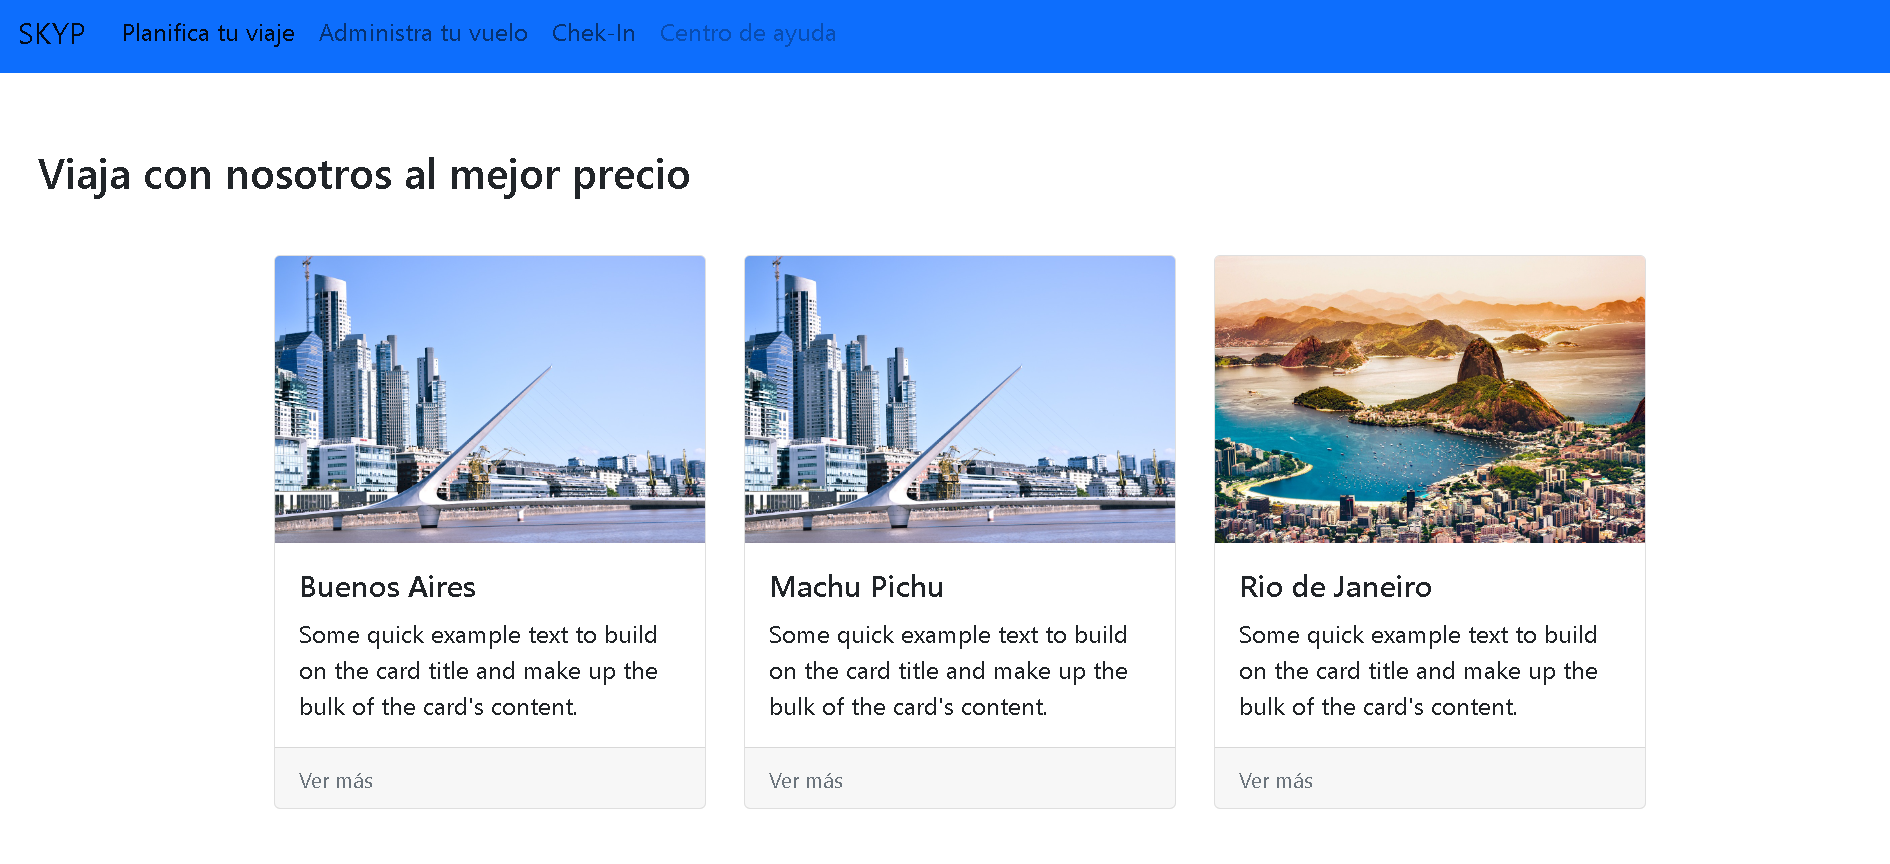 SKYP Planifica tu viaje Administra tu vuelo Chek-In Centro de ayuda
Viaja con nosotros al mejor precio
Buenos Aires
Some quick example text to build
on the card title and make up the
bulk of the card's content.
Ver más
Machu Pichu
Some quick example text to build
on the card title and make up the
bulk of the card's content.
Ver más
Rio de Janeiro
Some quick example text to build
on the card title and make up the
bulk of the card's content.
Ver más